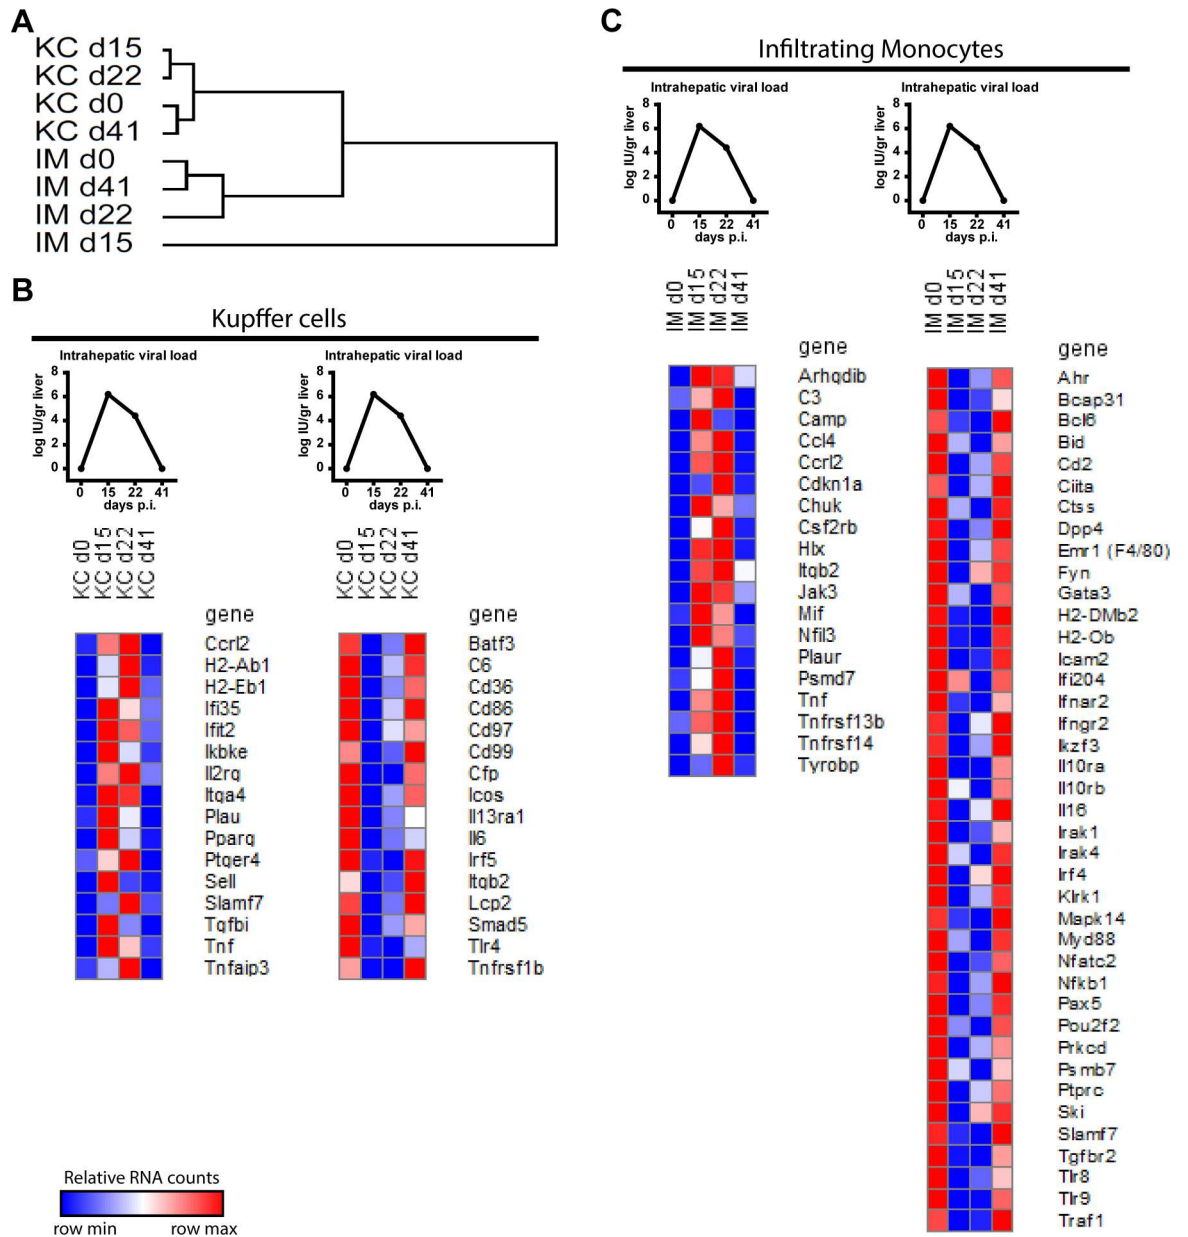 A
KC d15
KC d22
KC d0
KC d41
IM d0
IM d41
IM d22
IM d15
B
Kupffer cells
Intrahepatic viral load
log IU/gr liver
8
6
4
2
0
0 15 22 41
days p.i.
Intrahepatic viral load
log IU/gr liver
8
6
4
2
0
0 15 22 41
days p.i.
KC d0
KC d15
KC d22
KC d41
gene
Ccrl2
H2-Ab1
H2-Eb1
Ifi35
Ifit2
Ikbke
Il2rg
Itga4
Plau
Pparg
Ptger4
Sell
Slamf7
Tgfbi
Tnf
Tnfaip3
KC d0
KC d15
KC d22
KC d41
gene
Batf3
C6
Cd36
Cd86
Cd97
Cd99
Cfp
Icos
Il13ra1
Il6
Irf5
Itgb2
Lcp2
Smad5
Tlr4
Tnfrsf1b
Relative RNA counts
row min row max
C
Infiltrating Monocytes
Intrahepatic viral load
log IU/gr liver
8
6
4
2
0
0 15 22 41
days p.i.
Intrahepatic viral load
log IU/gr liver
8
6
4
2
0
0 15 22 41
days p.i.
IM d0
IM d15
IM d22
IM d41
gene
Arhgdib
C3
Camp
Ccl4
Ccrl2
Cdkn1a
Chuk
Csf2rb
Hlx
Itgb2
Jak3
Mif
Nfil3
Plaur
Psmd7
Tnf
Tnfrsf13b
Tnfrsf14
Tyrobp
IM d0
IM d15
IM d22
IM d41
gene
Ahr
Bcap31
Bcl6
Bid
Cd2
Ciita
Ctss
Dpp4
Emr1 (F4/80)
Fyn
Gata3
H2-DMb2
H2-Ob
Icam2
Ifi204
Ifnar2
Ifngr2
Ikzf3
Il10ra
Il10rb
Il16
Irak1
Irak4
Irf4
Klrk1
Mapk14
Myd88
Nfatc2
Nfkb1
Pax5
Pou2f2
Prkcd
Psmb7
Ptprc
Ski
Slamf7
Tgfbr2
Tlr8
Tlr9
Traf1